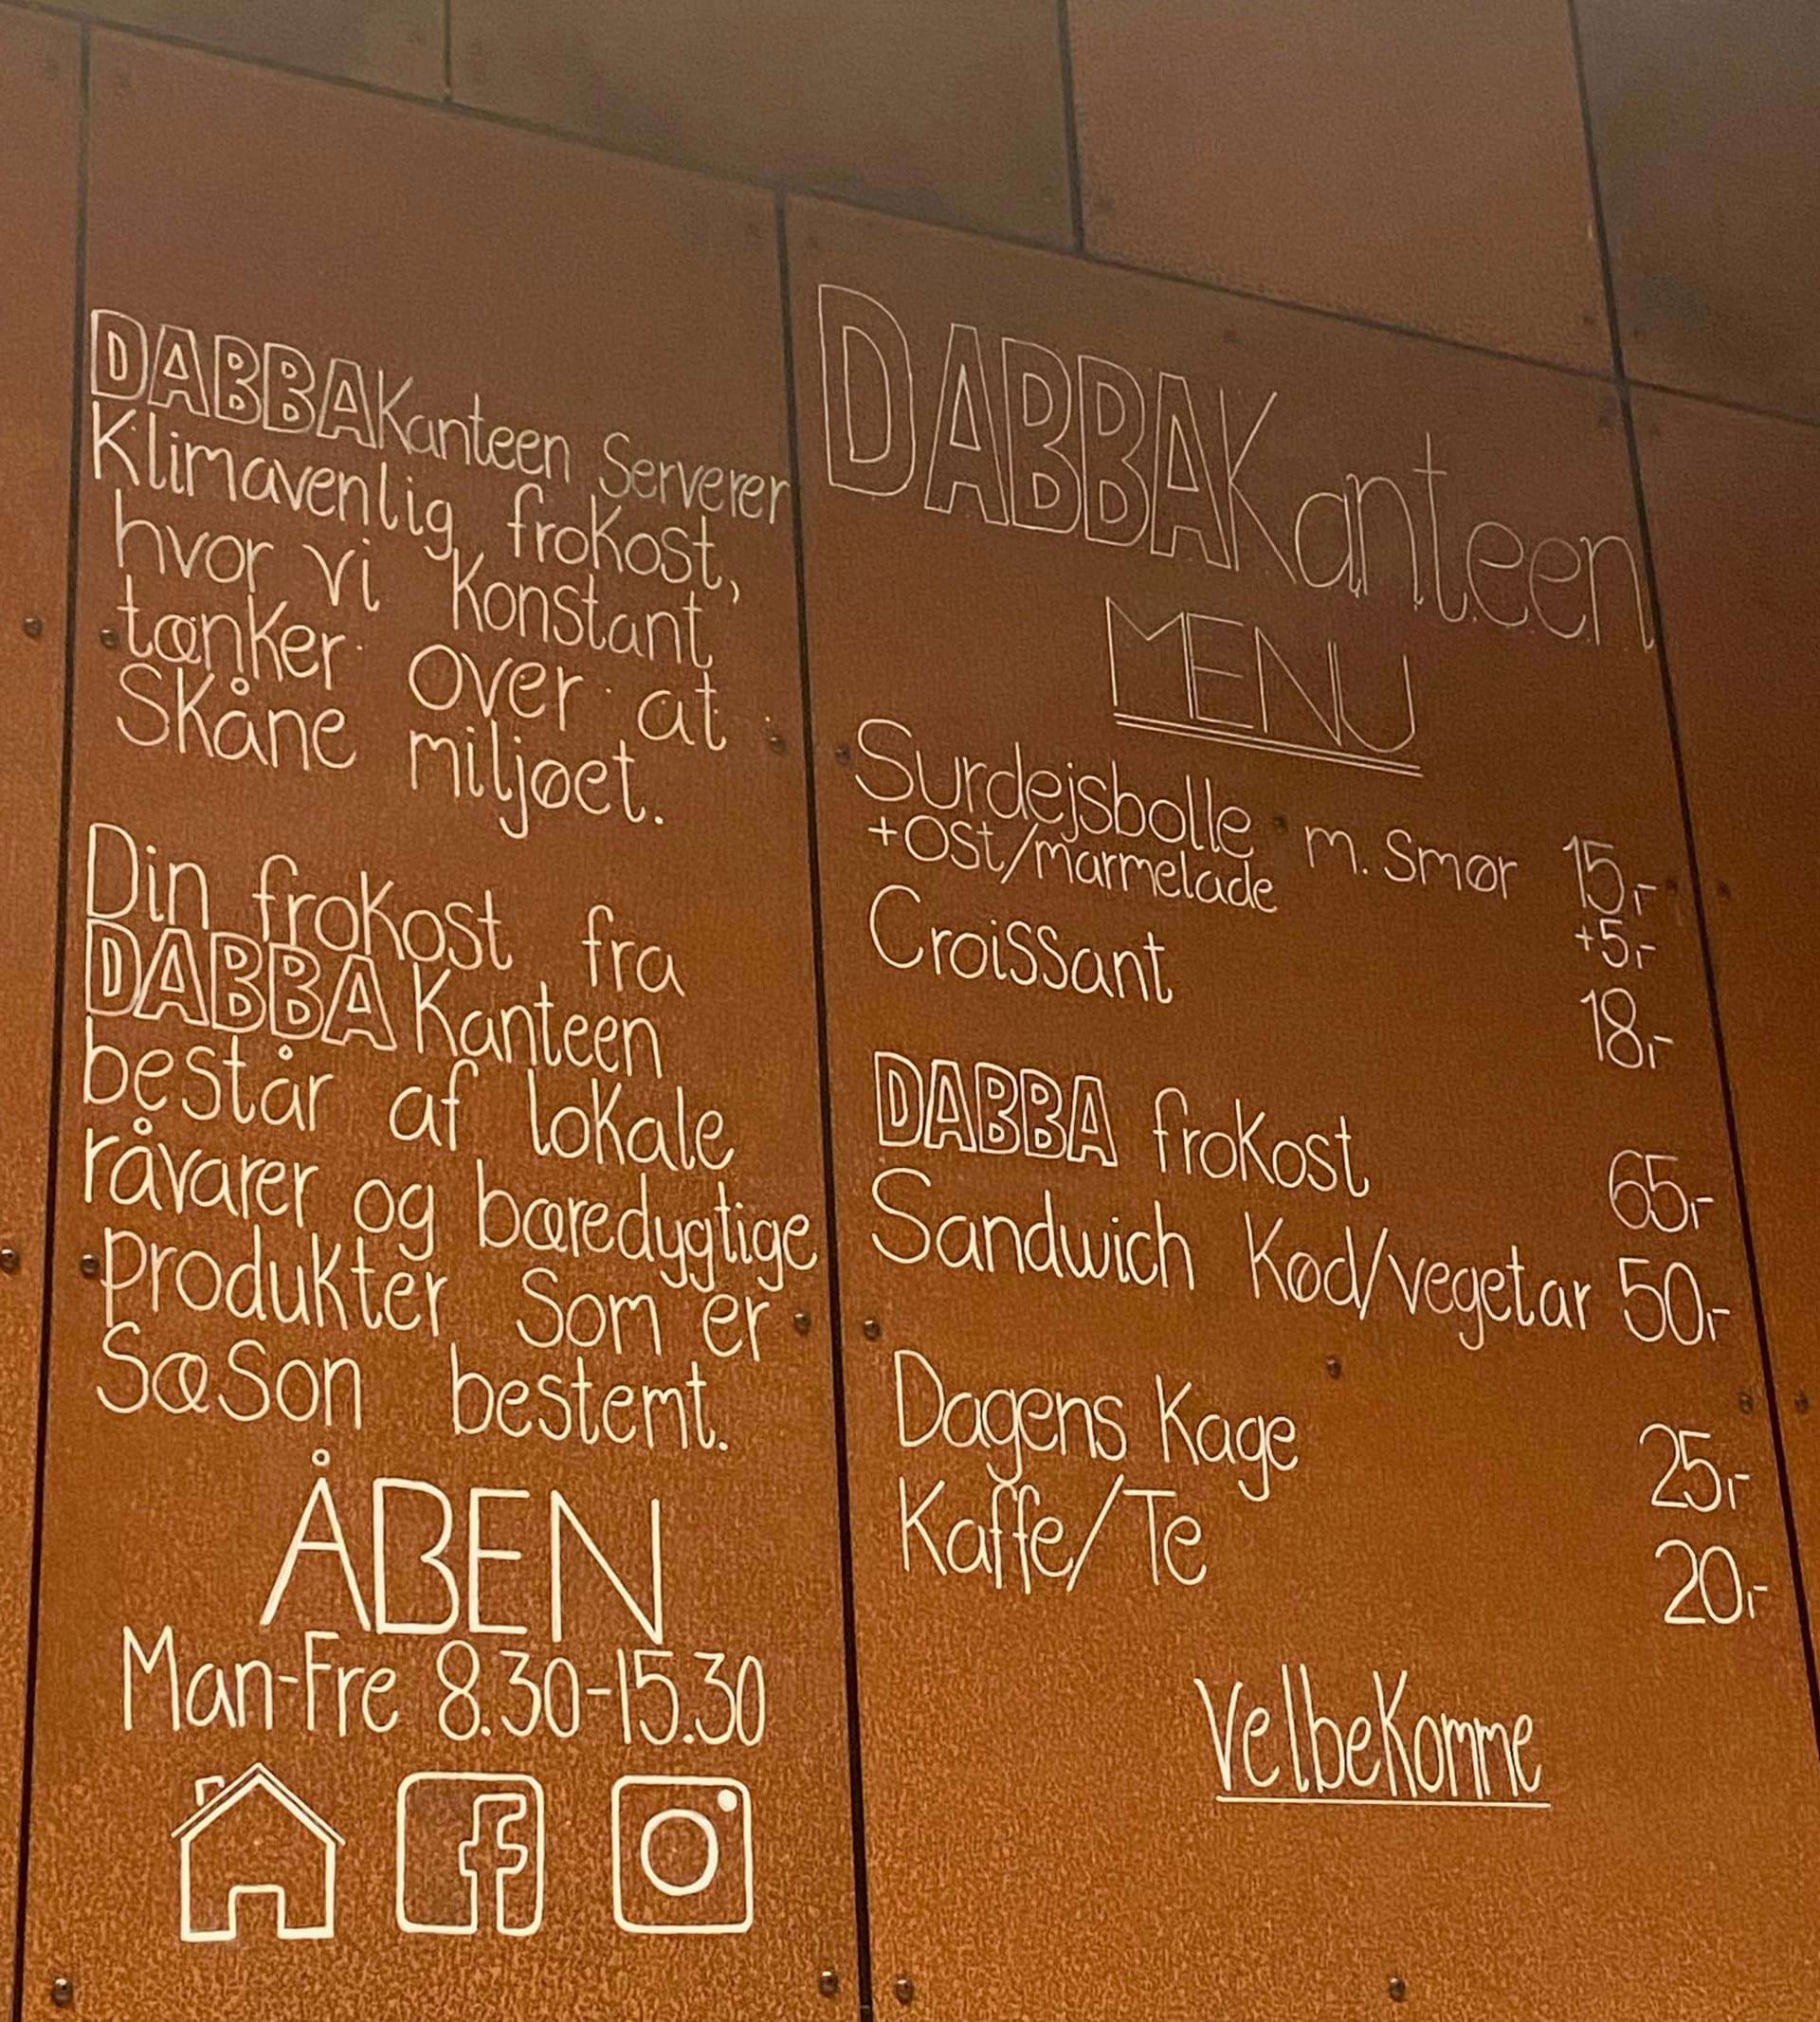 DABBAKanteen Serverer
Klimavenlig frokost,
hvor vi konstant
tænker over at
Skåne miljøet.
Din frokost fra
DABBA Kanteen
består af lokale
råvarer og bæredygtige
produkter Som er
Sæson bestemt.
ÅBEN
Man-Fre 8.30-15.30
DABBAKanteen
MENU
Surdejsbolle m. Smør 15,-
+Ost/marmelade +5,-
Croissant 18,-
DABBA frokost 65,-
Sandwich Kød/vegetar 50,-
Dagens Kage 25,-
Kaffe/Te 20,-
Velbekomme